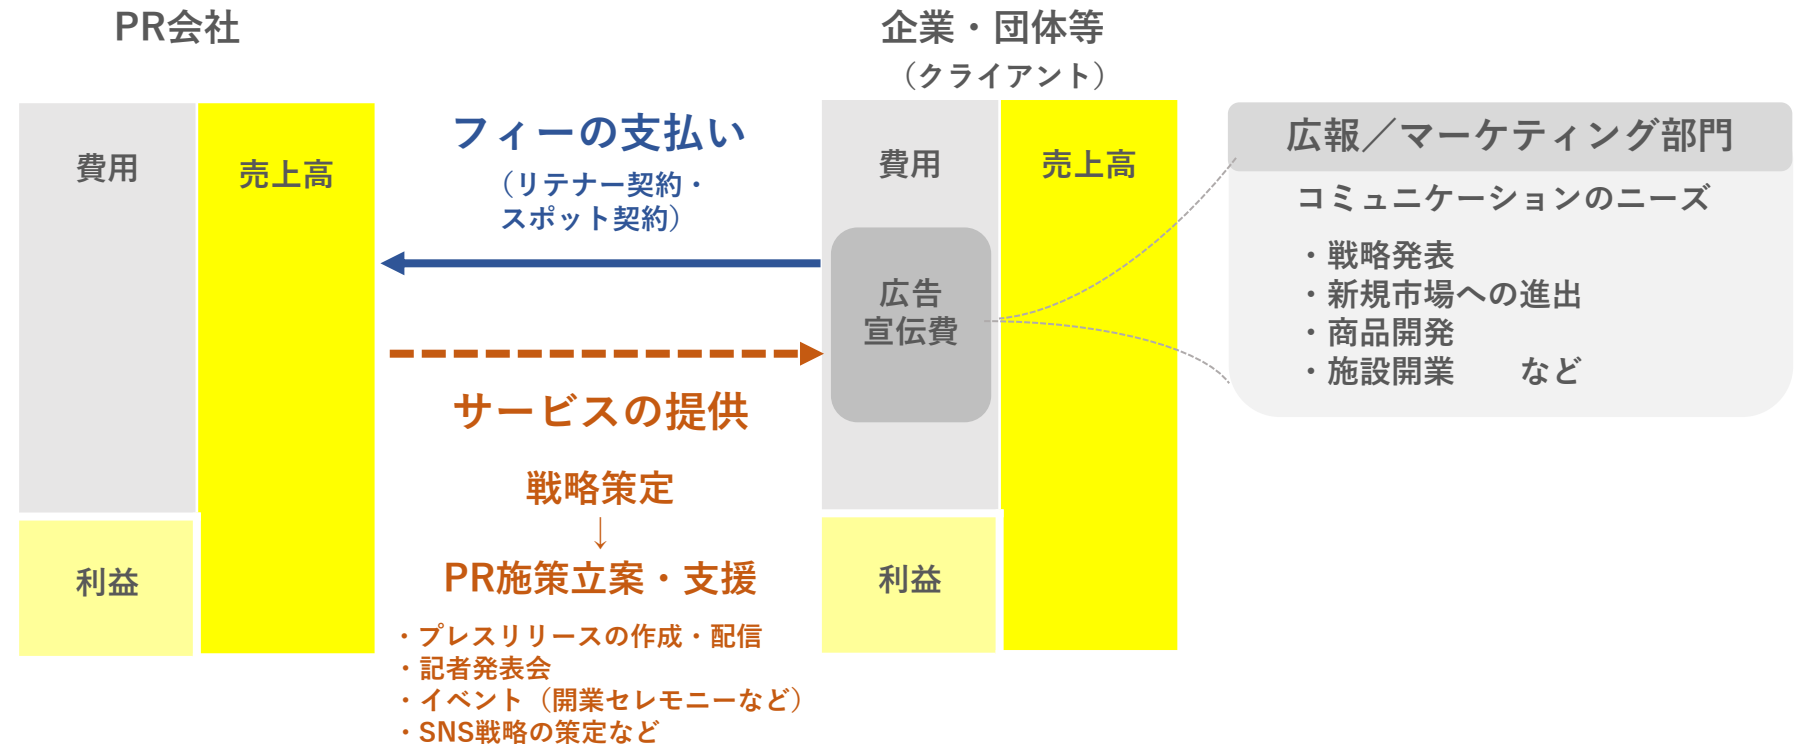 PR会社
費用
売上高
利益
フィーの支払い
（リテナー契約・
スポット契約）
サービスの提供
戦略策定
↓
PR施策立案・支援
・プレスリリースの作成・配信
・記者発表会
・イベント（開業セレモニーなど）
・SNS戦略の策定など
企業・団体等
（クライアント）
費用
売上高
広告
宣伝費
利益
広報／マーケティング部門
コミュニケーションのニーズ
・戦略発表
・新規市場への進出
・商品開発
・施設開業　　など